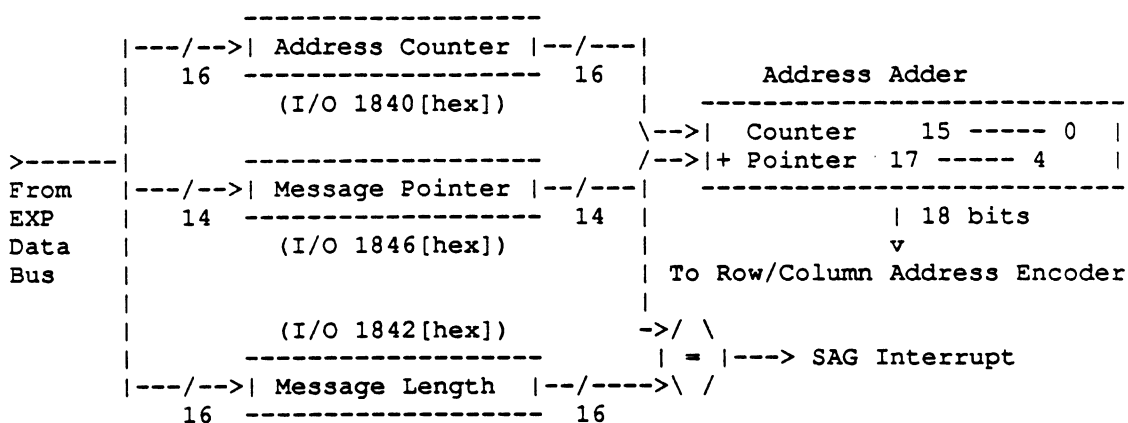 |---/-->| Address Counter |--/---|
16 16 Address Adder
(I/O 1840[hex])
\-->| Counter 15 ----- 0 |
>------| /-->|+ Pointer 17 ----- 4 |
From |---/-->| Message Pointer |--/---|
EXP 14 14 | 18 bits
Data (I/O 1846[hex]) v
Bus To Row/Column Address Encoder
(I/O 1842[hex]) ->/ \
| = |---> SAG Interrupt
|---/-->| Message Length |--/---->\ /
16 16